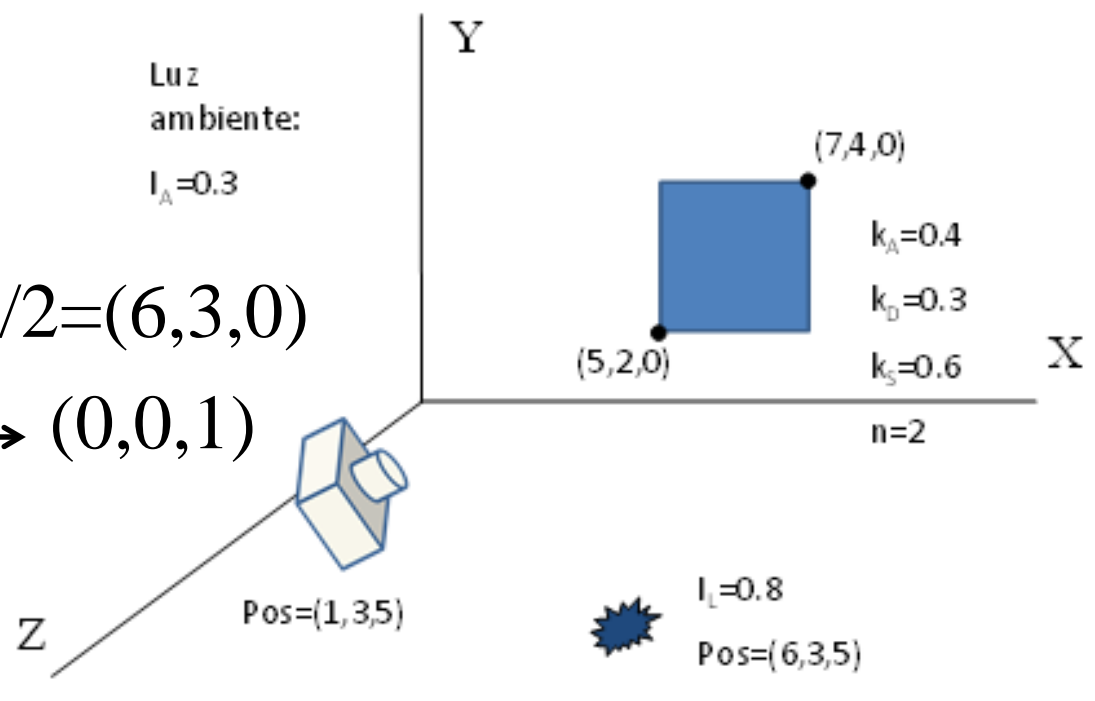 Y
Luz
ambiente:
I_A=0.3
(7,4,0)
k_A=0.4
/2=(6,3,0)
k_D=0.3
(5,2,0)
k_S=0.6
X
→ (0,0,1)
n=2
Pos=(1,3,5)
I_L=0.8
Z
Pos=(6,3,5)